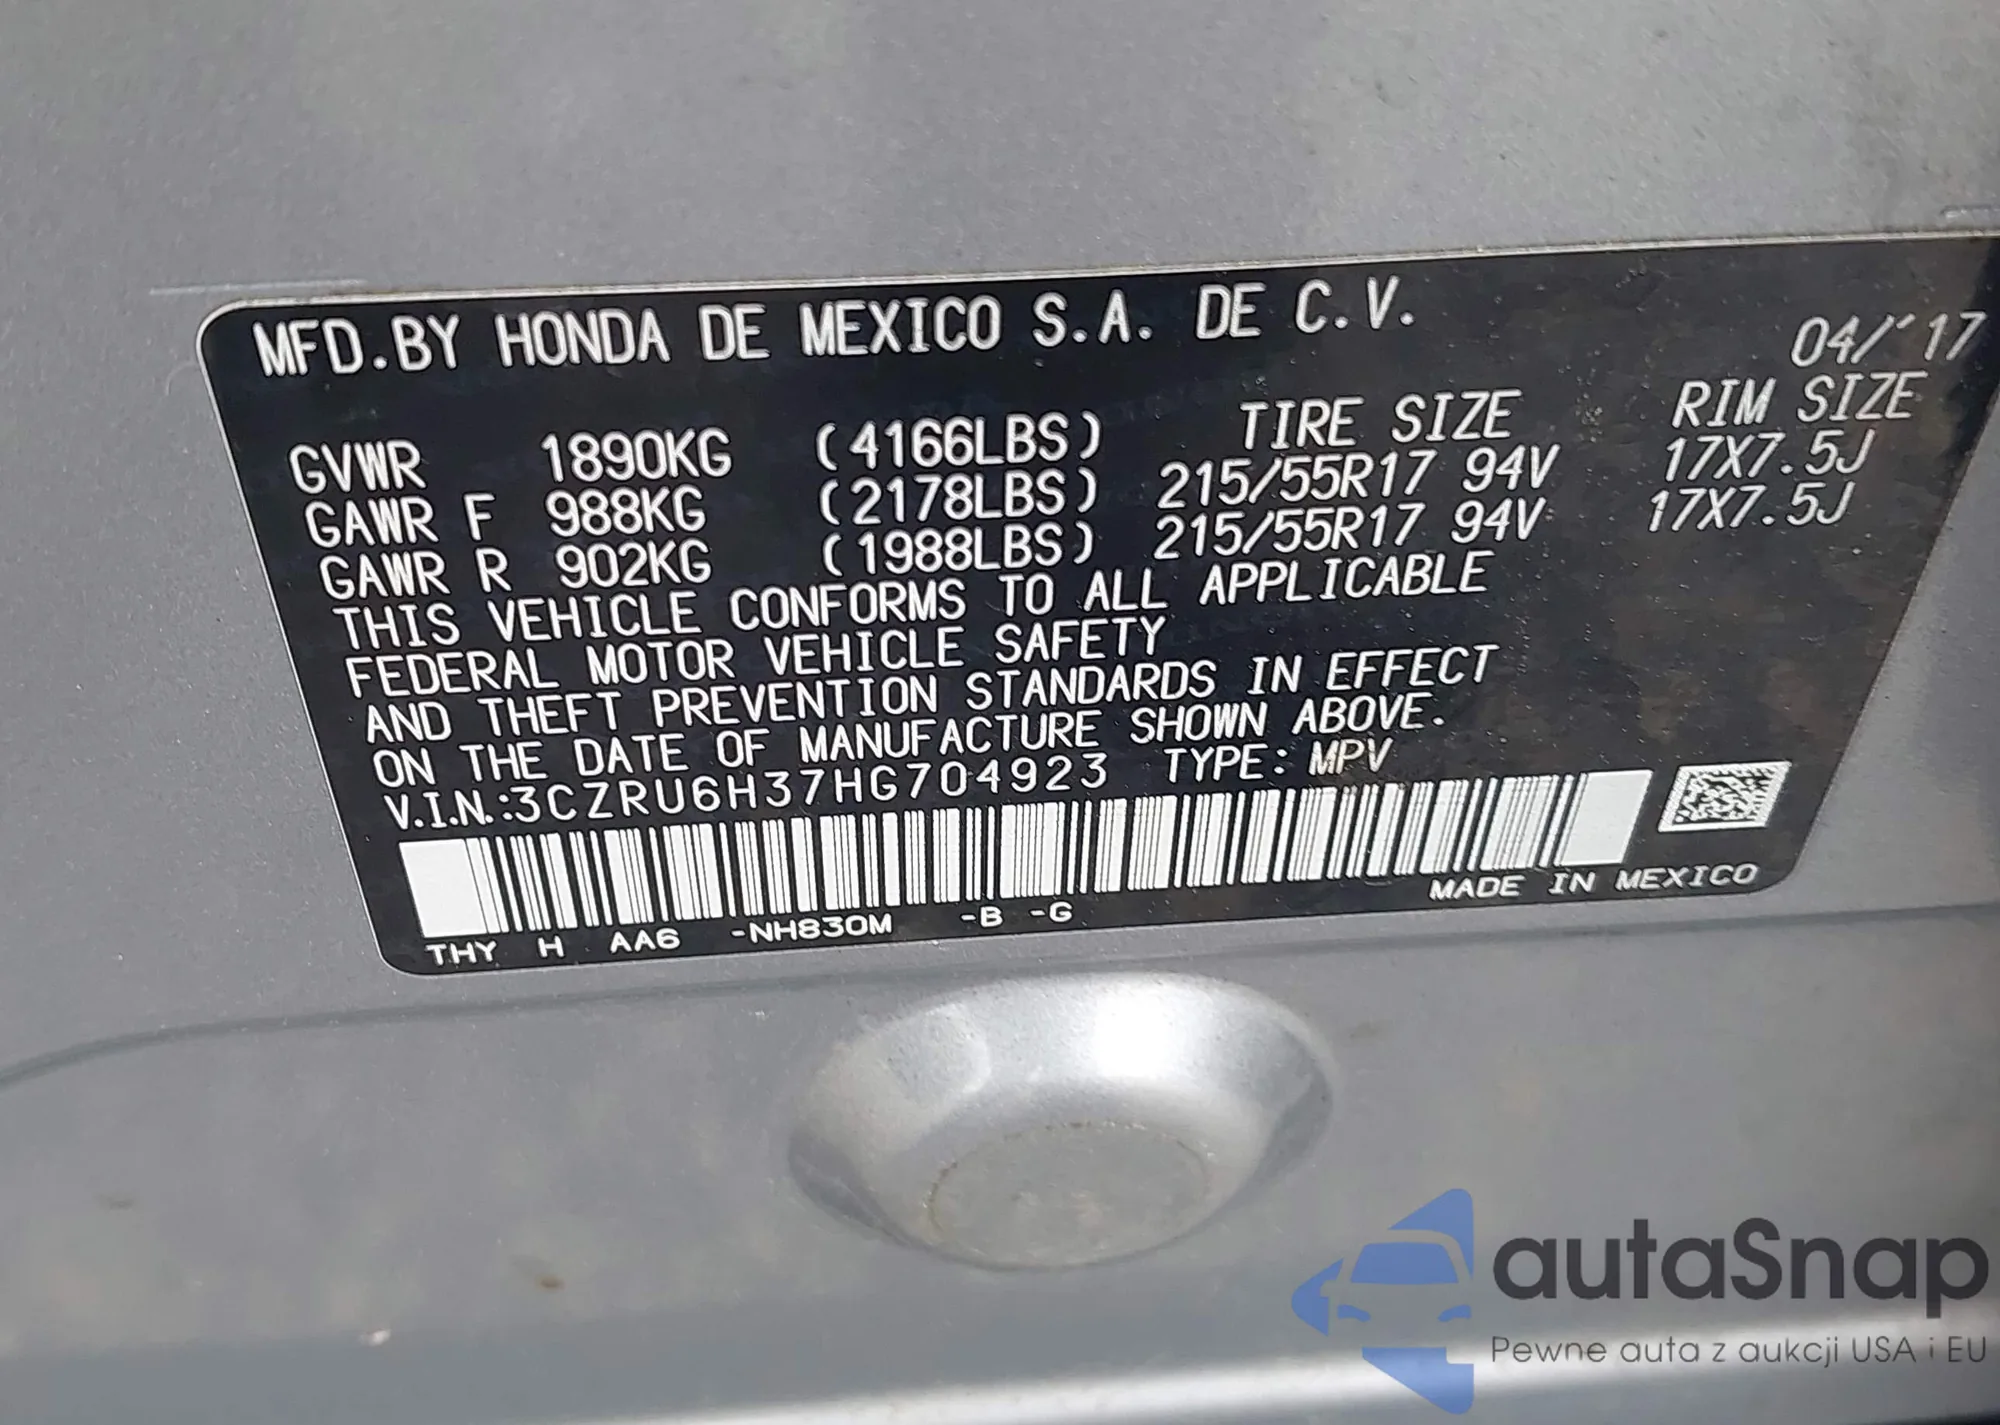 MFD.BY HONDA DE MEXICO S.A. DE C.V.
04/'17
TIRE SIZE RIM SIZE
GVWR 1890KG (4166LBS)
GAWR F 988KG (2178LBS) 215/55R17 94V 17X7.5J
GAWR R 902KG (1988LBS) 215/55R17 94V 17X7.5J
THIS VEHICLE CONFORMS TO ALL APPLICABLE
FEDERAL MOTOR VEHICLE SAFETY
AND THEFT PREVENTION STANDARDS IN EFFECT
ON THE DATE OF MANUFACTURE SHOWN ABOVE.
V.I.N.:3CZRU6H37HG704923 TYPE: MPV
THY H AA6 -NH830M -B -G MADE IN MEXICO
autaSnap
Pewne auta z aukcji USA i EU